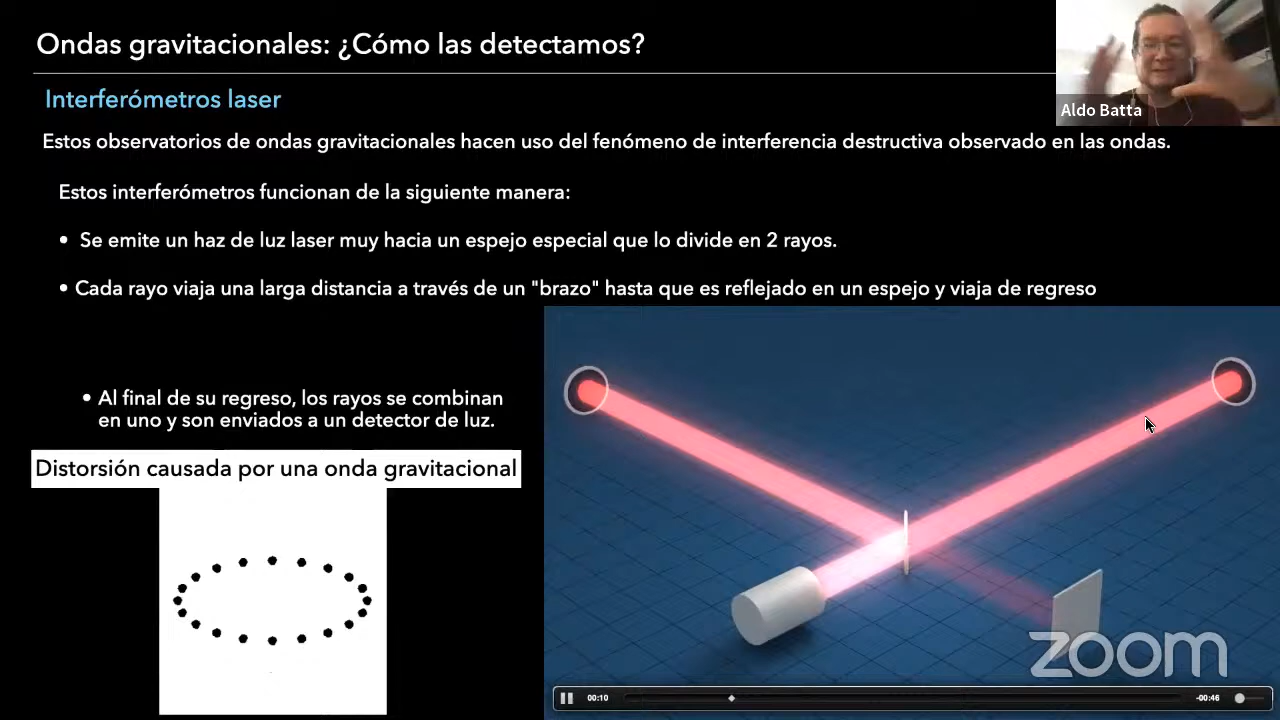 Ondas gravitacionales: ¿Cómo las detectamos?
Aldo Batta
Interferómetros laser
Estos observatorios de ondas gravitacionales hacen uso del fenómeno de interferencia destructiva observado en las ondas.
Estos interferómetros funcionan de la siguiente manera:
• Se emite un haz de luz laser muy hacia un espejo especial que lo divide en 2 rayos.
• Cada rayo viaja una larga distancia a través de un "brazo" hasta que es reflejado en un espejo y viaja de regreso
• Al final de su regreso, los rayos se combinan
en uno y son enviados a un detector de luz.
Distorsión causada por una onda gravitacional
zoom
00:10
-00:46